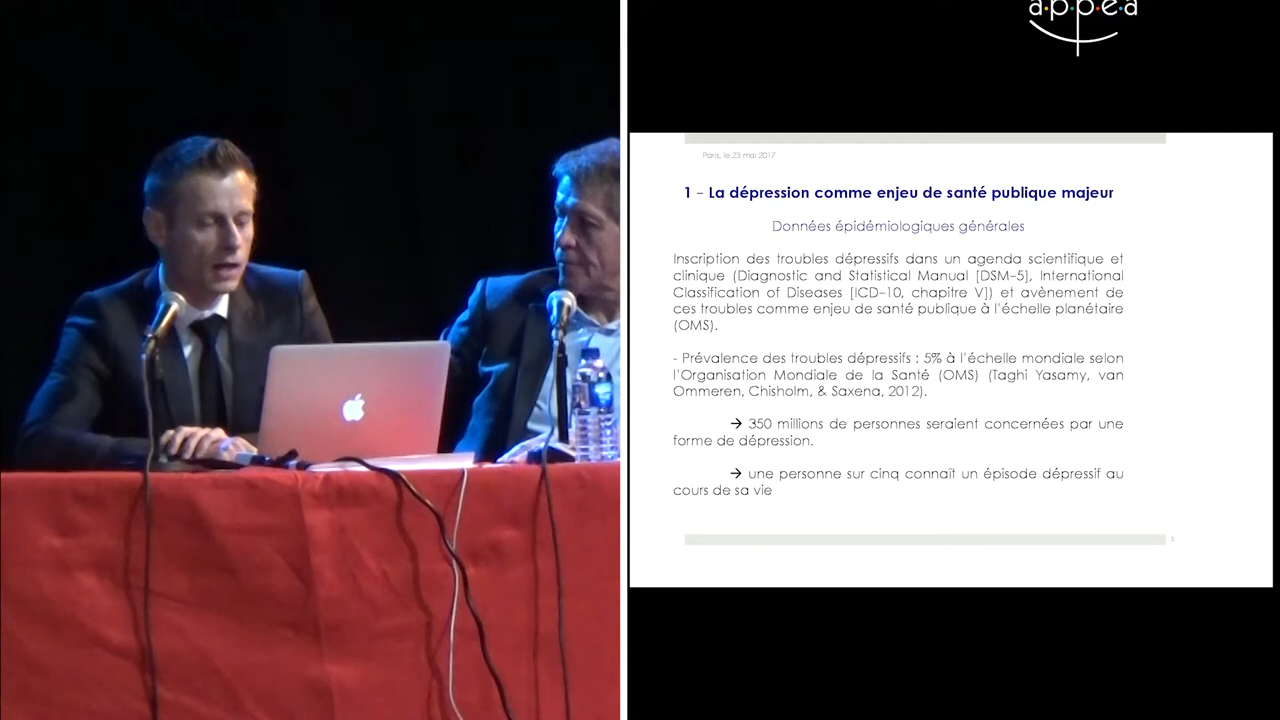 a.p.p.e.a
Paris, le 23 mai 2017
1 – La dépression comme enjeu de santé publique majeur
Données épidémiologiques générales
Inscription des troubles dépressifs dans un agenda scientifique et
clinique (Diagnostic and Statistical Manual [DSM-5], International
Classification of Diseases [ICD-10, chapitre V]) et avènement de
ces troubles comme enjeu de santé publique à l'échelle planétaire
(OMS).
- Prévalence des troubles dépressifs : 5% à l'échelle mondiale selon
l'Organisation Mondiale de la Santé (OMS) (Taghi Yasamy, van
Ommeren, Chisholm, & Saxena, 2012).
→ 350 millions de personnes seraient concernées par une
forme de dépression.
→ une personne sur cinq connaît un épisode dépressif au
cours de sa vie